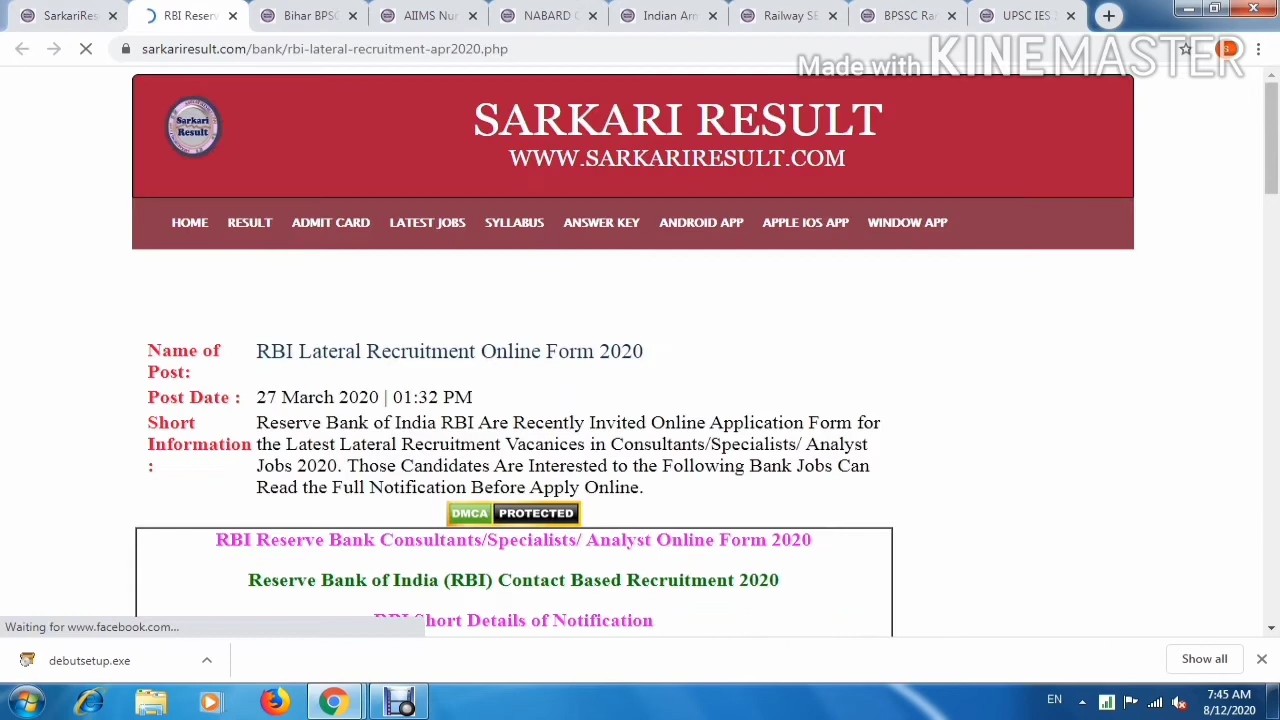 SarkariRes
RBI Reserv
Bihar BPSC
AIIMS Nur
NABARD G
Indian Arm
Railway SE
BPSSC Ra
UPSC IES
sarkariresult.com/bank/rbi-lateral-recruitment-apr2020.php
Made with KINEMASTER
Sarkari Result
SARKARI RESULT
WWW.SARKARIRESULT.COM
HOME RESULT ADMIT CARD LATEST JOBS SYLLABUS ANSWER KEY ANDROID APP APPLE IOS APP WINDOW APP
Name of Post: RBI Lateral Recruitment Online Form 2020
Post Date : 27 March 2020 | 01:32 PM
Short Information : Reserve Bank of India RBI Are Recently Invited Online Application Form for
the Latest Lateral Recruitment Vacanices in Consultants/Specialists/ Analyst
Jobs 2020. Those Candidates Are Interested to the Following Bank Jobs Can
Read the Full Notification Before Apply Online.
DMCA PROTECTED
RBI Reserve Bank Consultants/Specialists/ Analyst Online Form 2020
Reserve Bank of India (RBI) Contact Based Recruitment 2020
RBI Short Details of Notification
Waiting for www.facebook.com...
debutsetup.exe
Show all
EN
7:45 AM
8/12/2020